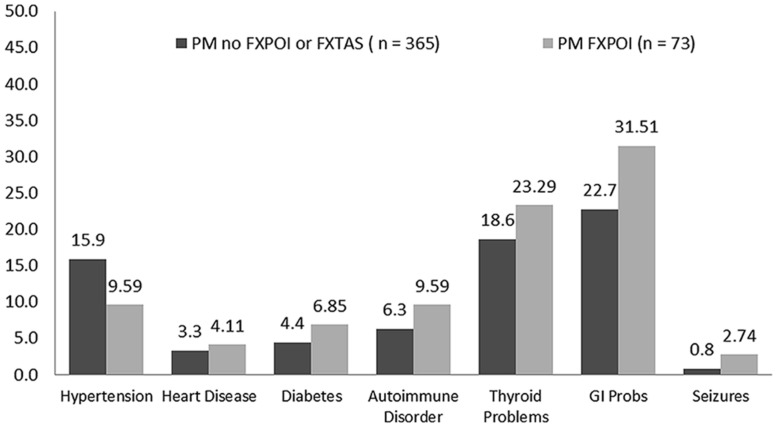 50.0
45.0
40.0
35.0
30.0
25.0
20.0
15.0
10.0
5.0
0.0
PM no FXPOI or FXTAS ( n = 365)
PM FXPOI (n = 73)
15.9
9.59
3.3
4.11
4.4
6.85
6.3
9.59
18.6
23.29
22.7
31.51
0.8
2.74
Hypertension
Heart Disease
Diabetes
Autoimmune
Disorder
Thyroid
Problems
GI Probs
Seizures